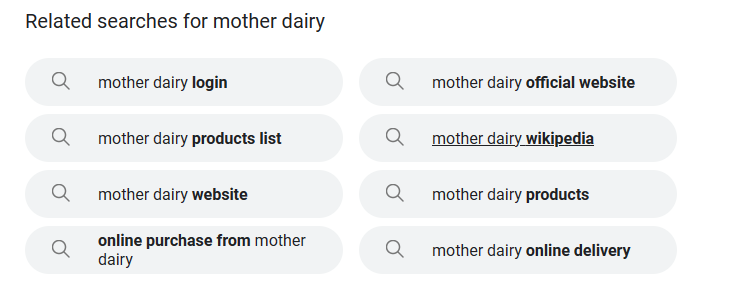 Related searches for mother dairy
mother dairy login
mother dairy official website
mother dairy products list
mother dairy wikipedia
mother dairy website
mother dairy products
online purchase from mother
dairy
mother dairy online delivery